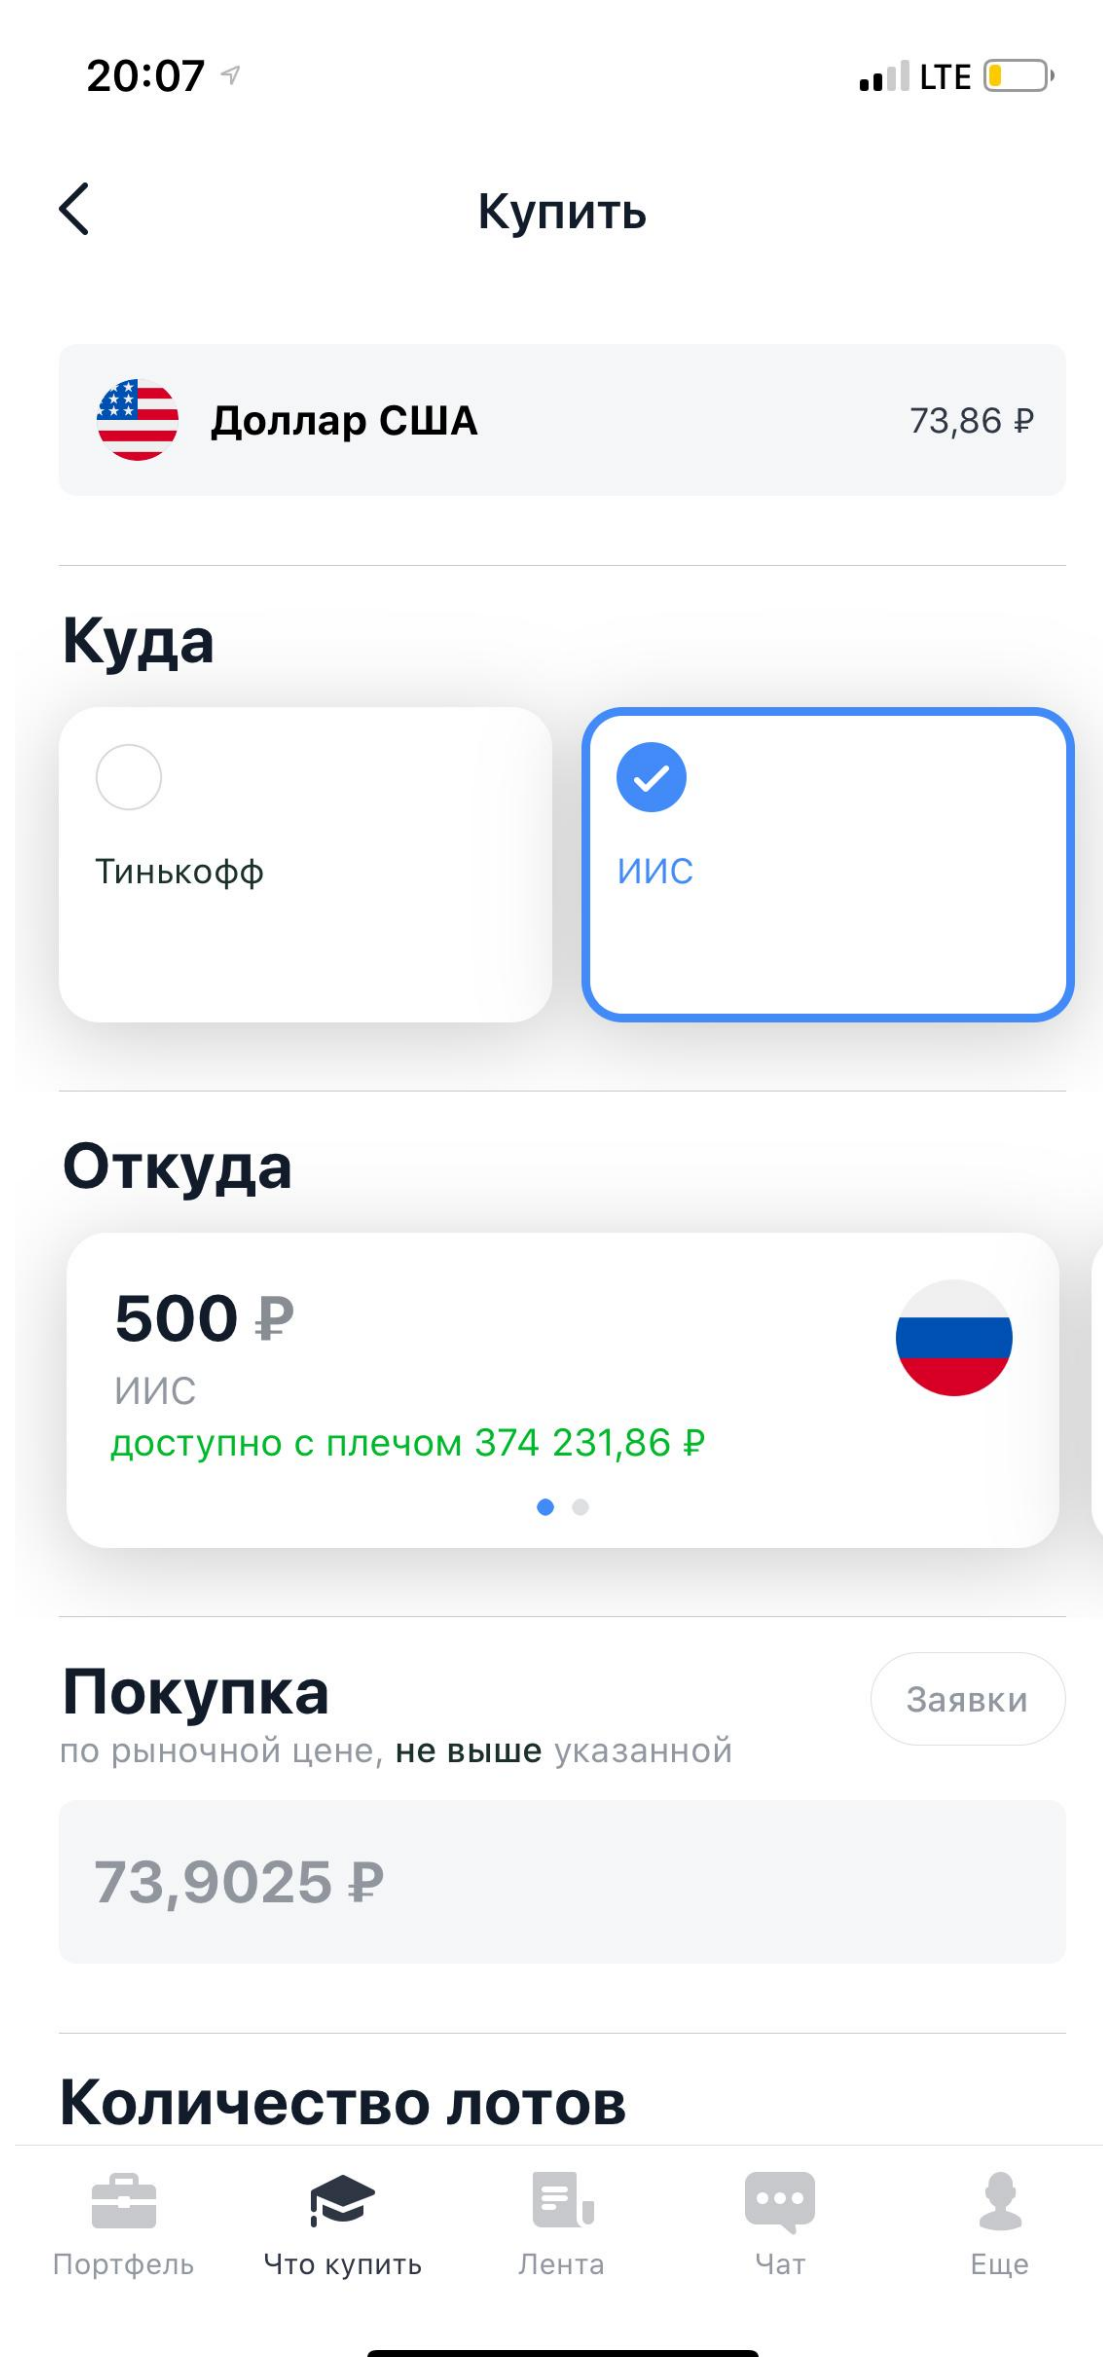 20:07 LTE
Купить
Доллар США 73,86 ₽
Куда
Тинькофф ИИС
Откуда
500 ₽
ИИС
доступно с плечом 374 231,86 ₽
Покупка Заявки
по рыночной цене, не выше указанной
73,9025 ₽
Количество лотов
Портфель Что купить Лента Чат Еще